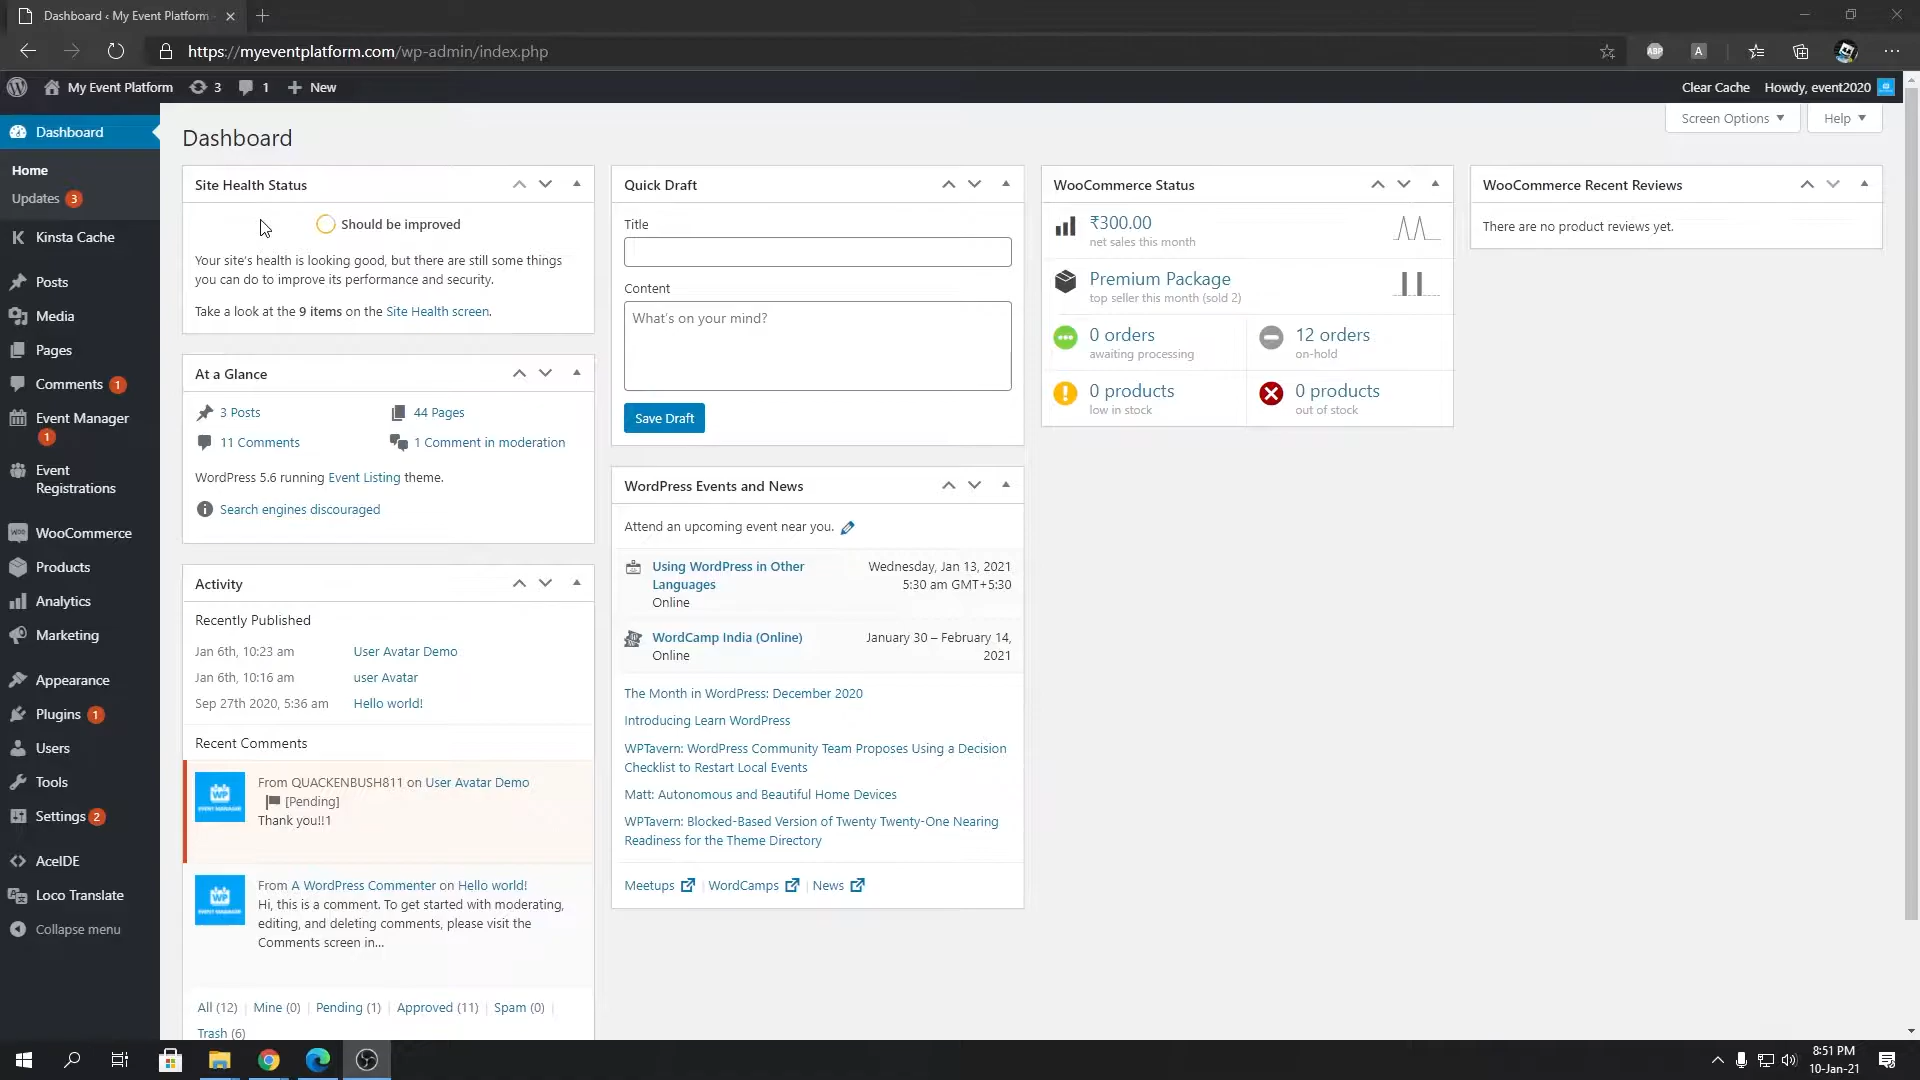 Dashboard ‹ My Event Platform
https://myeventplatform.com/wp-admin/index.php
ABP
A
My Event Platform 3 1 + New
Clear Cache Howdy, event2020
Dashboard
Home
Updates 3
Kinsta Cache
Posts
Media
Pages
Comments 1
Event Manager
1
Event
Registrations
WooCommerce
Products
Analytics
Marketing
Appearance
Plugins 1
Users
Tools
Settings 2
AceIDE
Loco Translate
Collapse menu
Screen Options
Help
Dashboard
Site Health Status
Should be improved
Your site's health is looking good, but there are still some things
you can do to improve its performance and security.
Take a look at the 9 items on the Site Health screen.
At a Glance
3 Posts
44 Pages
11 Comments
1 Comment in moderation
WordPress 5.6 running Event Listing theme.
Search engines discouraged
Activity
Recently Published
Jan 6th, 10:23 am User Avatar Demo
Jan 6th, 10:16 am user Avatar
Sep 27th 2020, 5:36 am Hello world!
Recent Comments
WP
EVENT MANAGER
From QUACKENBUSH811 on User Avatar Demo
[Pending]
Thank you!!1
WP
EVENT MANAGER
From A WordPress Commenter on Hello world!
Hi, this is a comment. To get started with moderating,
editing, and deleting comments, please visit the
Comments screen in...
All (12) | Mine (0) | Pending (1) | Approved (11) | Spam (0) |
Trash (6)
Quick Draft
Title
Content
What's on your mind?
Save Draft
WordPress Events and News
Attend an upcoming event near you.
Using WordPress in Other
Languages
Online
Wednesday, Jan 13, 2021
5:30 am GMT+5:30
WordCamp India (Online)
Online
January 30 – February 14,
2021
The Month in WordPress: December 2020
Introducing Learn WordPress
WPTavern: WordPress Community Team Proposes Using a Decision
Checklist to Restart Local Events
Matt: Autonomous and Beautiful Home Devices
WPTavern: Blocked-Based Version of Twenty Twenty-One Nearing
Readiness for the Theme Directory
Meetups | WordCamps | News
WooCommerce Status
₹300.00
net sales this month
Premium Package
top seller this month (sold 2)
0 orders
awaiting processing
12 orders
on-hold
0 products
low in stock
0 products
out of stock
WooCommerce Recent Reviews
There are no product reviews yet.
8:51 PM
10-Jan-21